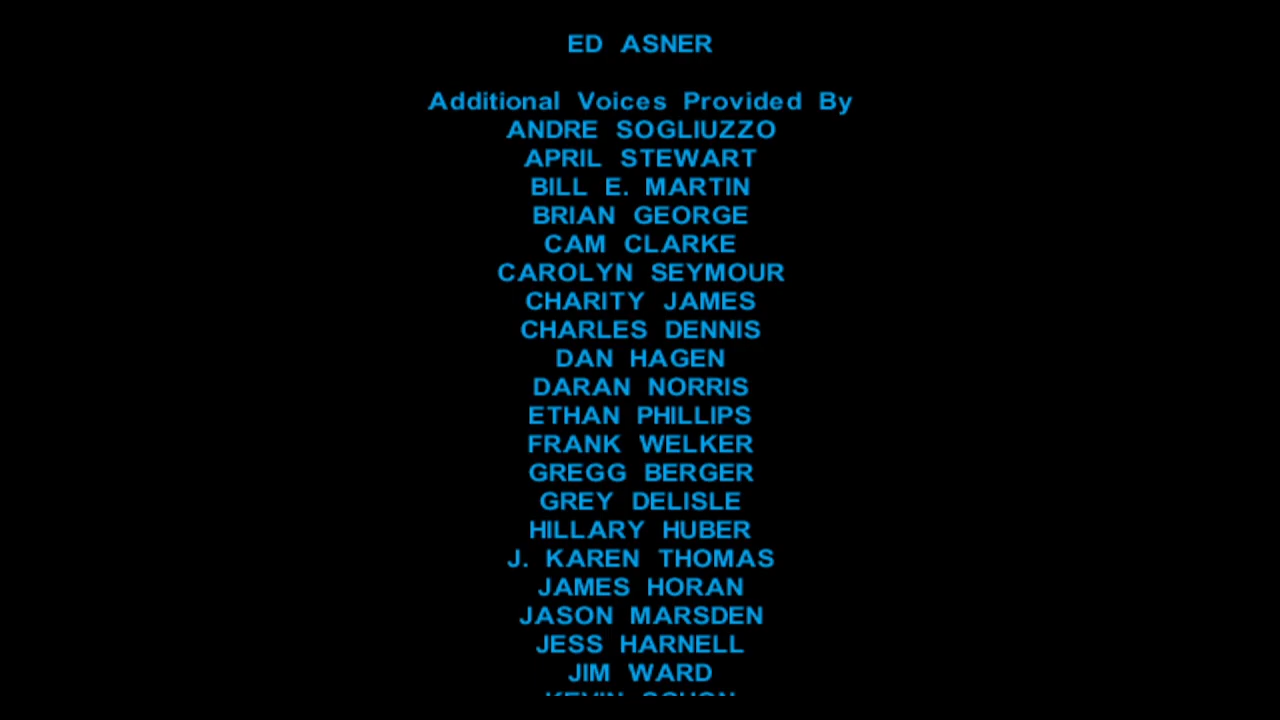 ED ASNER
Additional Voices Provided By
ANDRE SOGLIUZZO
APRIL STEWART
BILL E. MARTIN
BRIAN GEORGE
CAM CLARKE
CAROLYN SEYMOUR
CHARITY JAMES
CHARLES DENNIS
DAN HAGEN
DARAN NORRIS
ETHAN PHILLIPS
FRANK WELKER
GREGG BERGER
GREY DELISLE
HILLARY HUBER
J. KAREN THOMAS
JAMES HORAN
JASON MARSDEN
JESS HARNELL
JIM WARD